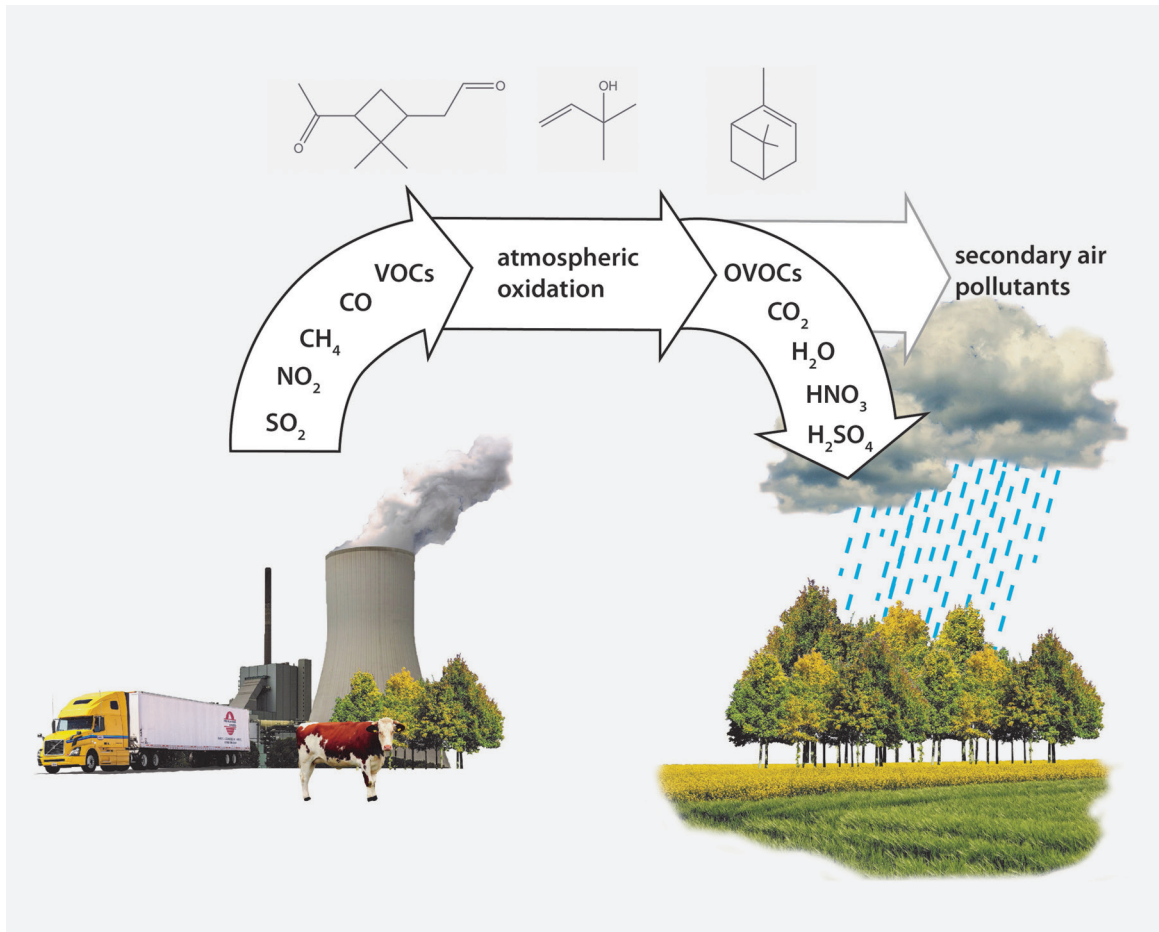 O
O
OH
VOCs
CO
CH₄
NO₂
SO₂
atmospheric
oxidation
OVOCs
CO₂
H₂O
HNO₃
H₂SO₄
secondary air
pollutants